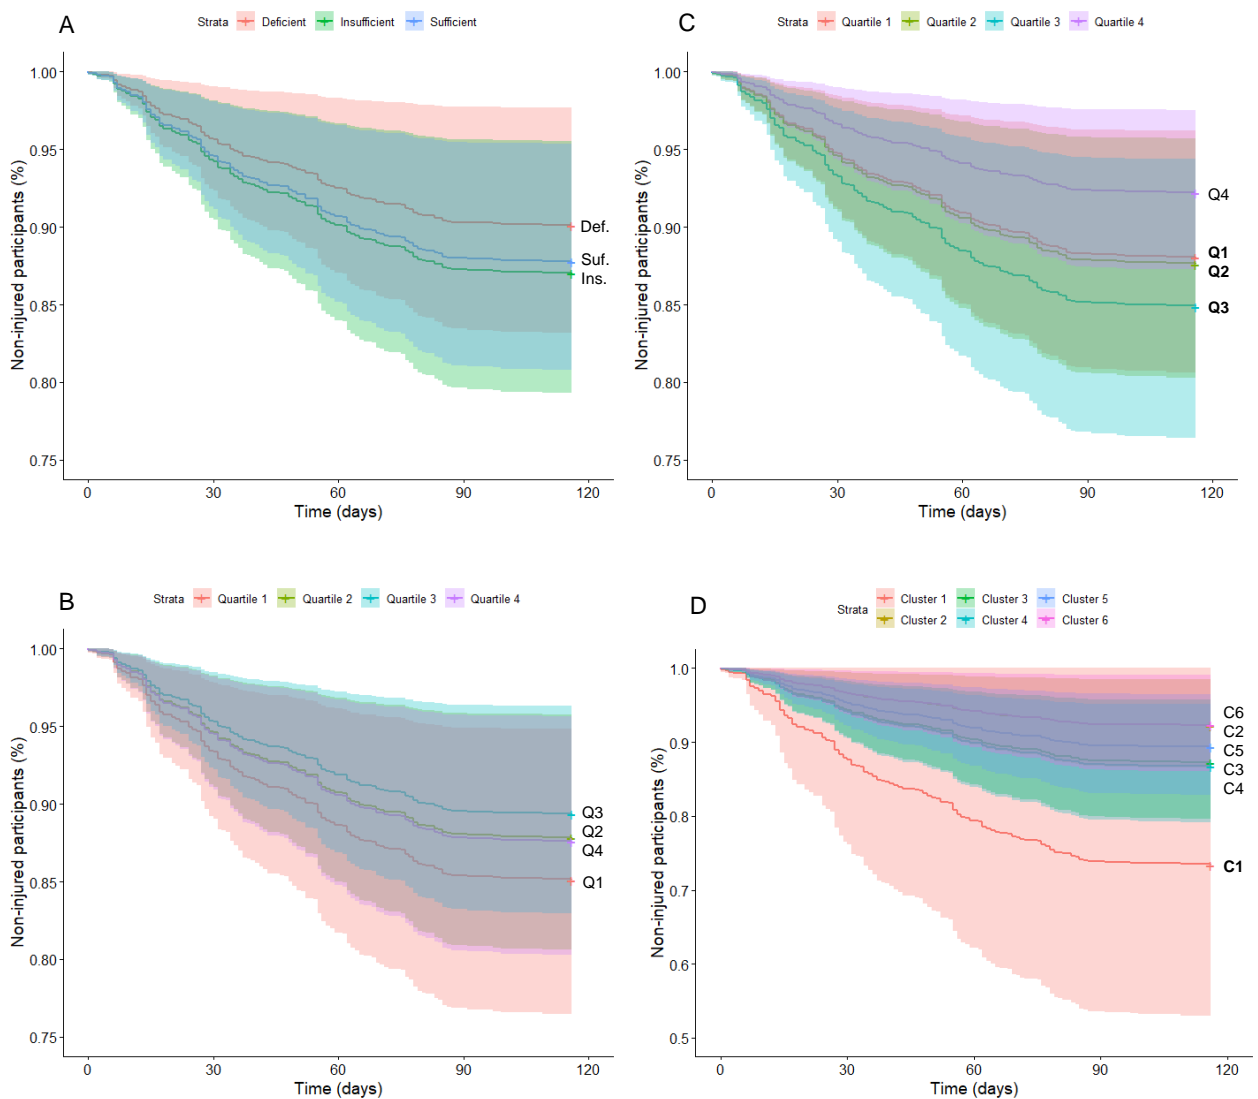 A
Strata Deficient Insufficient Sufficient
Non-injured participants (%)
1.00
0.95
0.90
0.85
0.80
0.75
Def.
Suf.
Ins.
0 30 60 90 120
Time (days)
C
Strata Quartile 1 Quartile 2 Quartile 3 Quartile 4
Non-injured participants (%)
1.00
0.95
0.90
0.85
0.80
0.75
Q4
Q1
Q2
Q3
0 30 60 90 120
Time (days)
B
Strata Quartile 1 Quartile 2 Quartile 3 Quartile 4
Non-injured participants (%)
1.00
0.95
0.90
0.85
0.80
0.75
Q3
Q2
Q4
Q1
0 30 60 90 120
Time (days)
D
Strata
Cluster 1 Cluster 3 Cluster 5
Cluster 2 Cluster 4 Cluster 6
Non-injured participants (%)
1.0
0.9
0.8
0.7
0.6
0.5
C6
C2
C5
C3
C4
C1
0 30 60 90 120
Time (days)